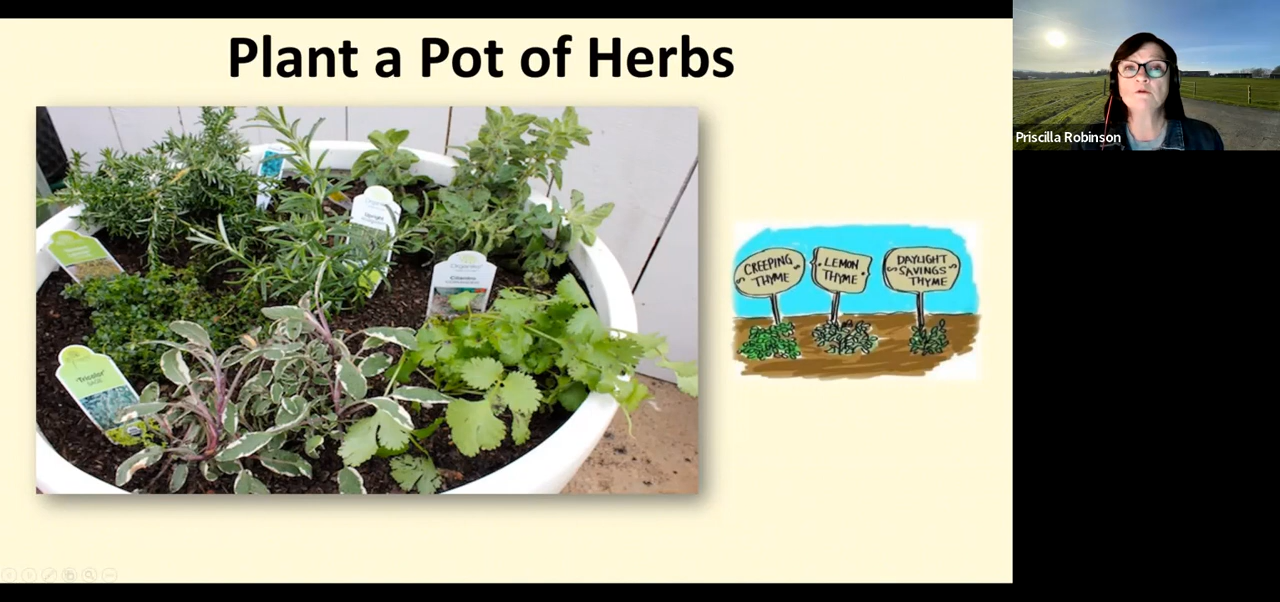 Plant a Pot of Herbs
Priscilla Robinson
"Tricolor"
Cilantro
CREEPING
THYME
LEMON
THYME
DAYLIGHT
SAVINGS
THYME